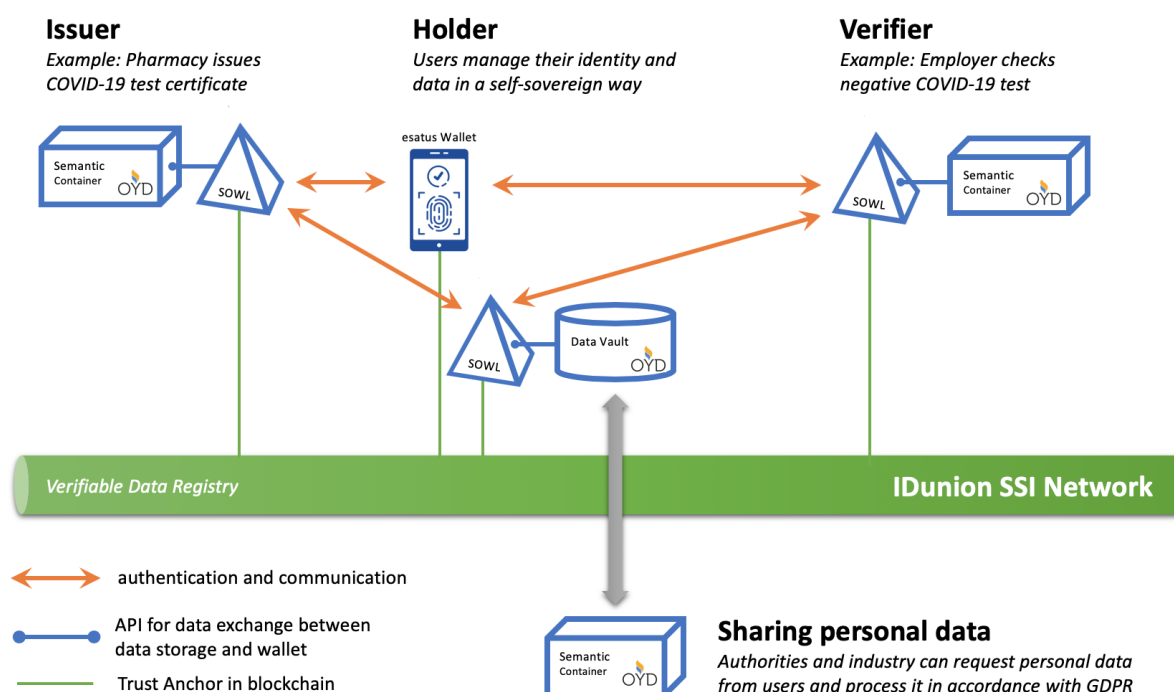 Issuer
Example: Pharmacy issues
COVID-19 test certificate
Holder
Users manage their identity and
data in a self-sovereign way
Verifier
Example: Employer checks
negative COVID-19 test
Semantic
Container
OYD
SOWL
esatus Wallet
SOWL
Semantic
Container
OYD
SOWL
Data Vault
OYD
Verifiable Data Registry
IDunion SSI Network
authentication and communication
API for data exchange between
data storage and wallet
Trust Anchor in blockchain
Semantic
Container
OYD
Sharing personal data
Authorities and industry can request personal data
from users and process it in accordance with GDPR